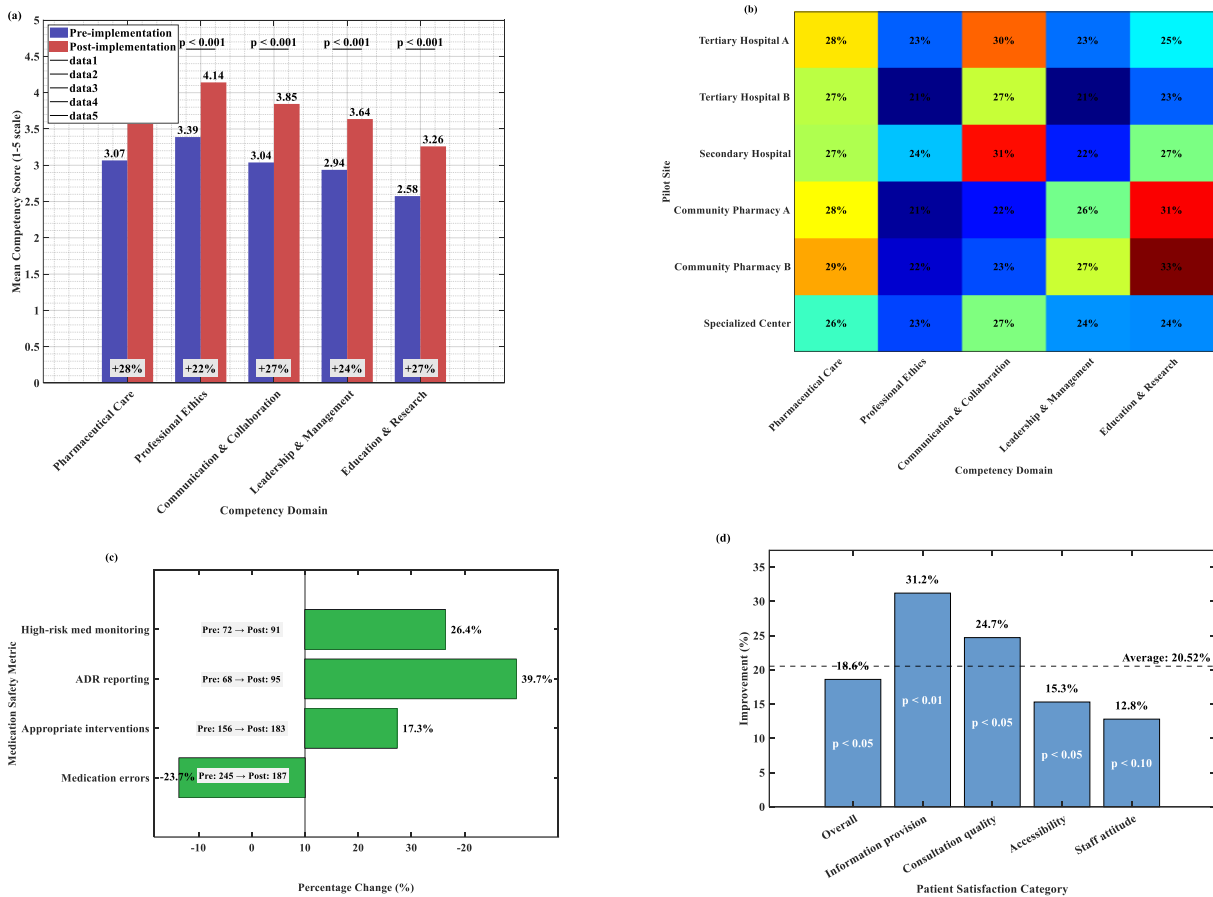 (a)
5
4.5
4
3.5
3
2.5
2
1.5
1
0.5
0
Mean Competency Score (1-5 scale)
Pre-implementation
Post-implementation
data1
data2
data3
data4
data5
p < 0.001
p < 0.001
p < 0.001
p < 0.001
3.07
3.39
4.14
3.04
3.85
2.94
3.64
2.58
3.26
+28%
+22%
+27%
+24%
+27%
Pharmaceutical Care
Professional Ethics
Communication & Collaboration
Leadership & Management
Education & Research
Competency Domain
(b)
Pilot Site
Tertiary Hospital A
28%
23%
30%
23%
25%
Tertiary Hospital B
27%
21%
27%
21%
23%
Secondary Hospital
27%
24%
31%
22%
27%
Community Pharmacy A
28%
21%
22%
26%
31%
Community Pharmacy B
29%
22%
23%
27%
33%
Specialized Center
26%
23%
27%
24%
24%
Pharmaceutical Care
Professional Ethics
Communication & Collaboration
Leadership & Management
Education & Research
Competency Domain
(c)
Medication Safety Metric
High-risk med monitoring
Pre: 72 → Post: 91
26.4%
ADR reporting
Pre: 68 → Post: 95
39.7%
Appropriate interventions
Pre: 156 → Post: 183
17.3%
Medication errors
-23.7%
Pre: 245 → Post: 187
-10
0
10
-20
Percentage Change (%)
(d)
Improvement (%)
35
30
25
20
15
10
5
0
18.6%
31.2%
24.7%
15.3%
12.8%
Average: 20.52%
p < 0.05
p < 0.01
p < 0.05
p < 0.05
p < 0.10
Overall
Information provision
Consultation quality
Accessibility
Staff attitude
Patient Satisfaction Category